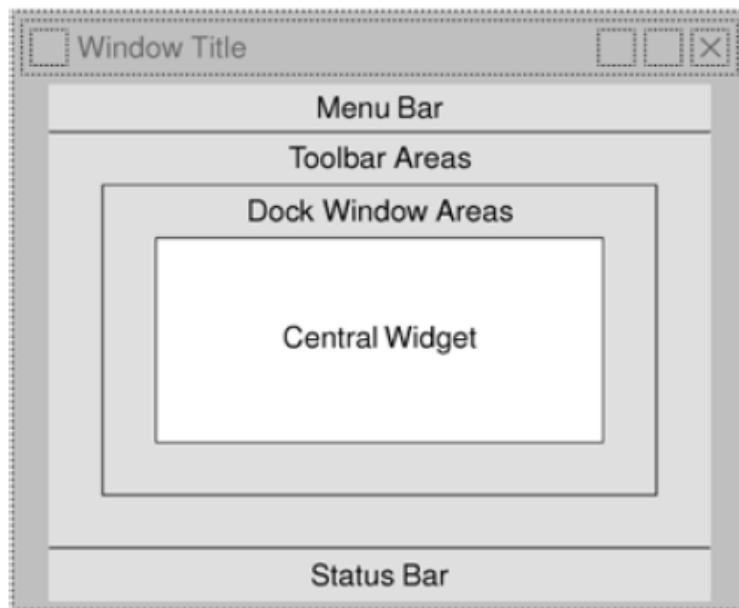 Window Title
Menu Bar
Toolbar Areas
Dock Window Areas
Central Widget
Status Bar